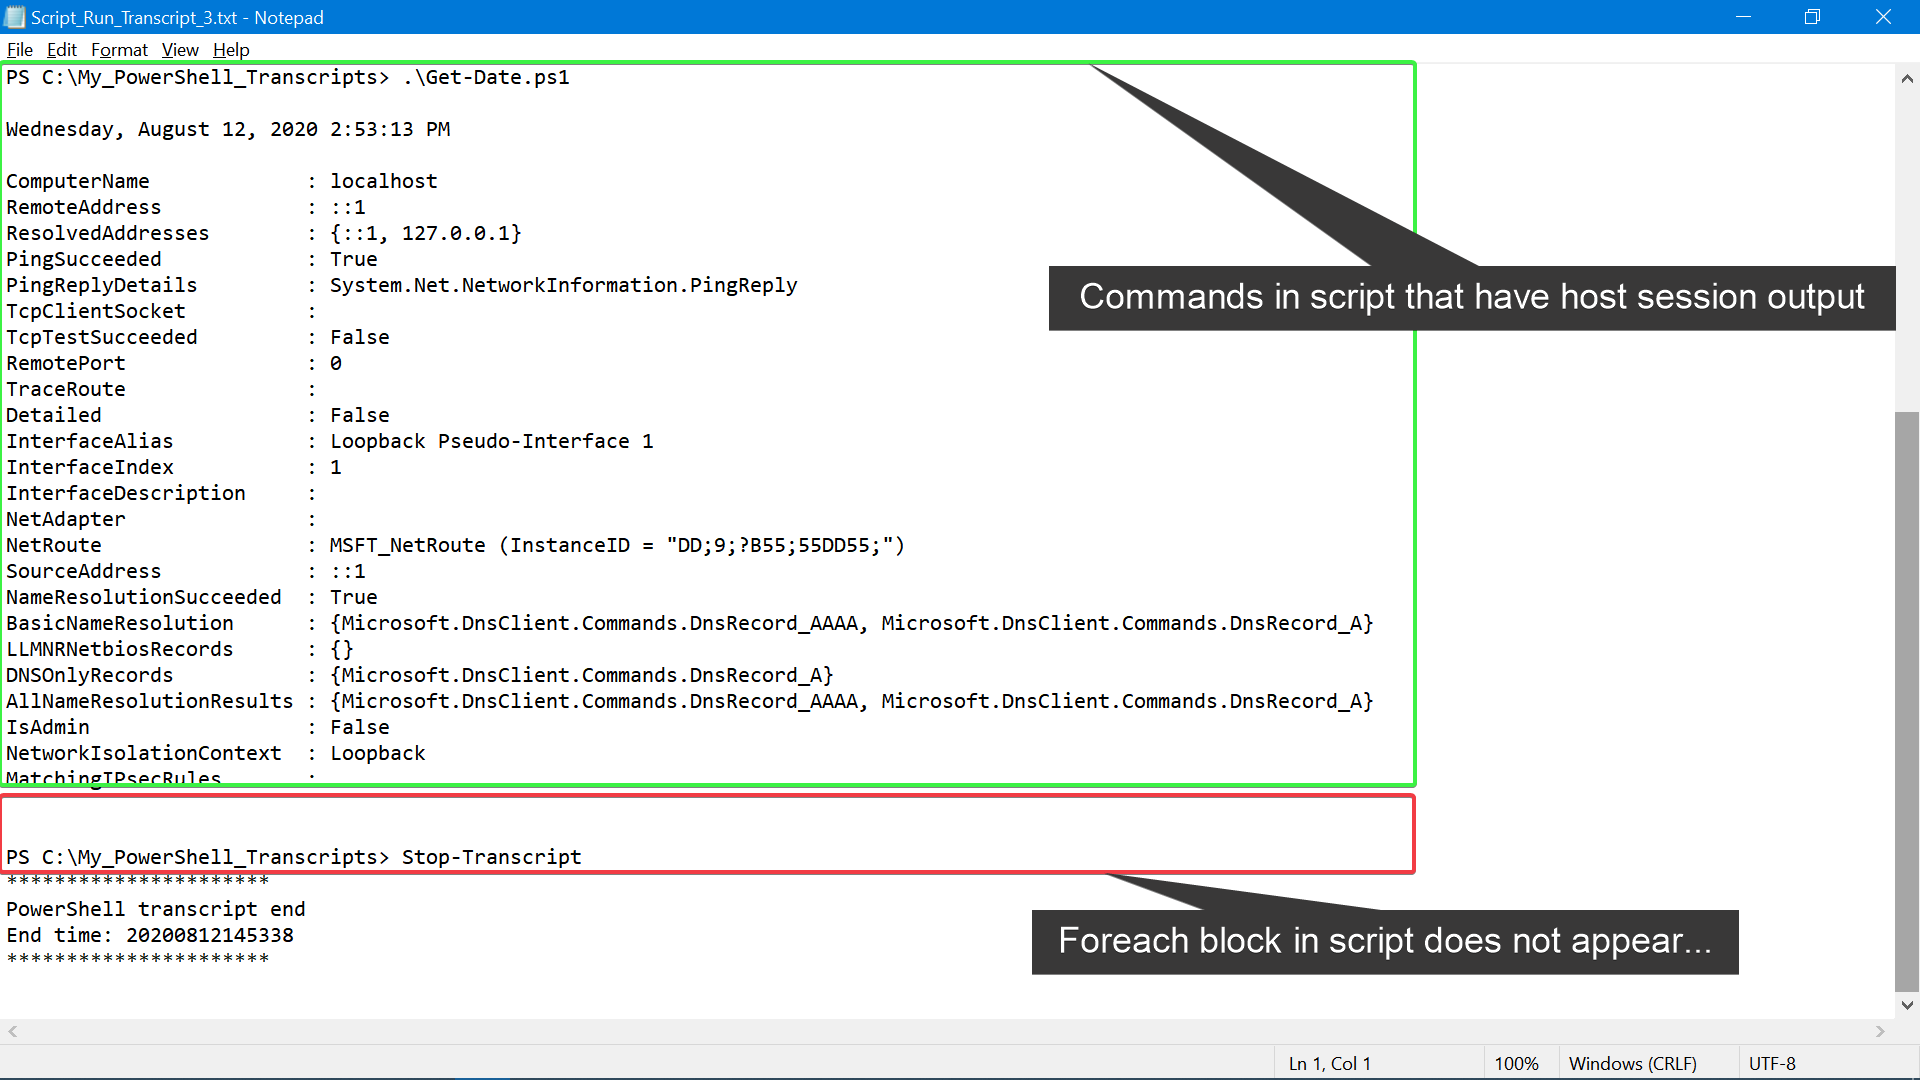 Script_Run_Transcript_3.txt - Notepad
File Edit Format View Help
PS C:\My_PowerShell_Transcripts> .\Get-Date.ps1
Wednesday, August 12, 2020 2:53:13 PM
ComputerName : localhost
RemoteAddress : ::1
ResolvedAddresses : {::1, 127.0.0.1}
PingSucceeded : True
PingReplyDetails : System.Net.NetworkInformation.PingReply
TcpClientSocket :
TcpTestSucceeded : False
RemotePort : 0
TraceRoute :
Detailed : False
InterfaceAlias : Loopback Pseudo-Interface 1
InterfaceIndex : 1
InterfaceDescription :
NetAdapter :
NetRoute : MSFT_NetRoute (InstanceID = "DD;9;?B55;55DD55;")
SourceAddress : ::1
NameResolutionSucceeded : True
BasicNameResolution : {Microsoft.DnsClient.Commands.DnsRecord_AAAA, Microsoft.DnsClient.Commands.DnsRecord_A}
LLMNRNetbiosRecords : {}
DNSOnlyRecords : {Microsoft.DnsClient.Commands.DnsRecord_A}
AllNameResolutionResults : {Microsoft.DnsClient.Commands.DnsRecord_AAAA, Microsoft.DnsClient.Commands.DnsRecord_A}
IsAdmin : False
NetworkIsolationContext : Loopback
MatchingIPsecRules :
Commands in script that have host session output
PS C:\My_PowerShell_Transcripts> Stop-Transcript
**********************
PowerShell transcript end
End time: 20200812145338
**********************
Foreach block in script does not appear...
Ln 1, Col 1 100% Windows (CRLF) UTF-8